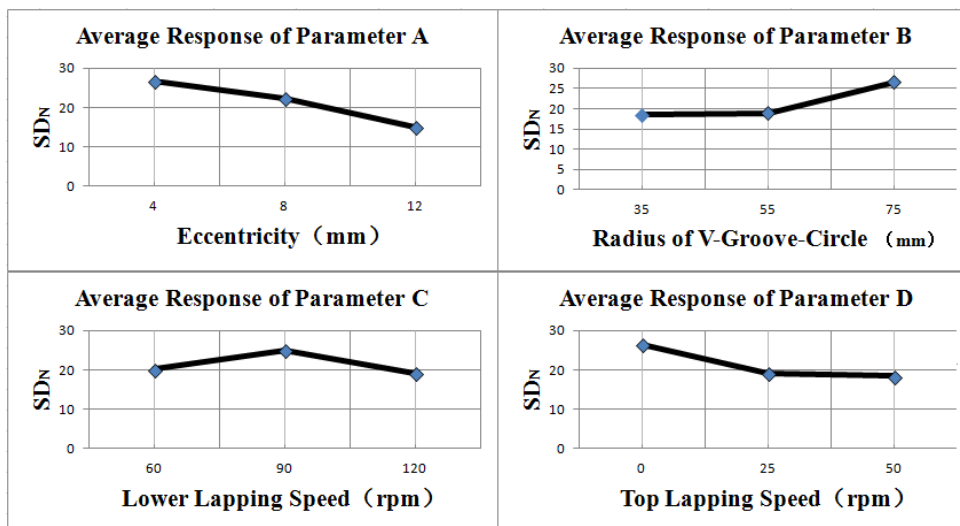 Average Response of Parameter A
30
20
10
0
SDN
4 8 12
Eccentricity（mm）
Average Response of Parameter B
30
25
20
15
10
5
0
SDN
35 55 75
Radius of V-Groove-Circle （mm）
Average Response of Parameter C
30
20
10
0
SDN
60 90 120
Lower Lapping Speed（rpm）
Average Response of Parameter D
30
20
10
0
SDN
0 25 50
Top Lapping Speed（rpm）